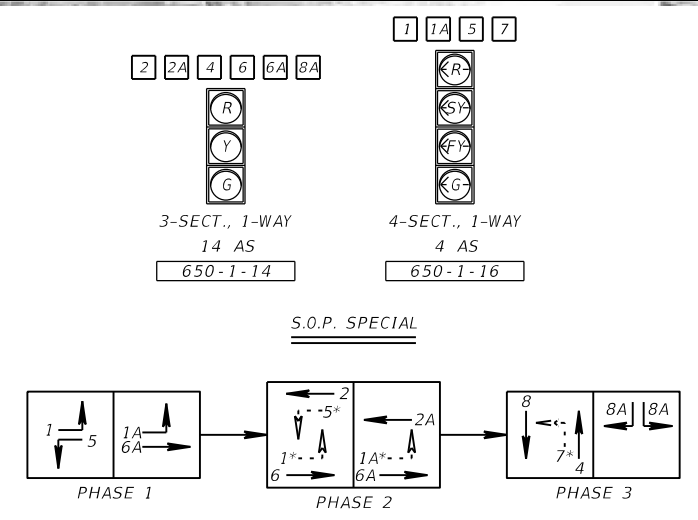 1 1A 5 7
2 2A 4 6 6A 8A
R
Y
G
R
SY
FY
G
3-SECT., 1-WAY
14 AS
650-1-14
4-SECT., 1-WAY
4 AS
650-1-16
S.O.P. SPECIAL
1
5
1A
6A
PHASE 1
2
5*
1*
6
2A
1A*
6A
PHASE 2
8
7*
4
8A 8A
PHASE 3